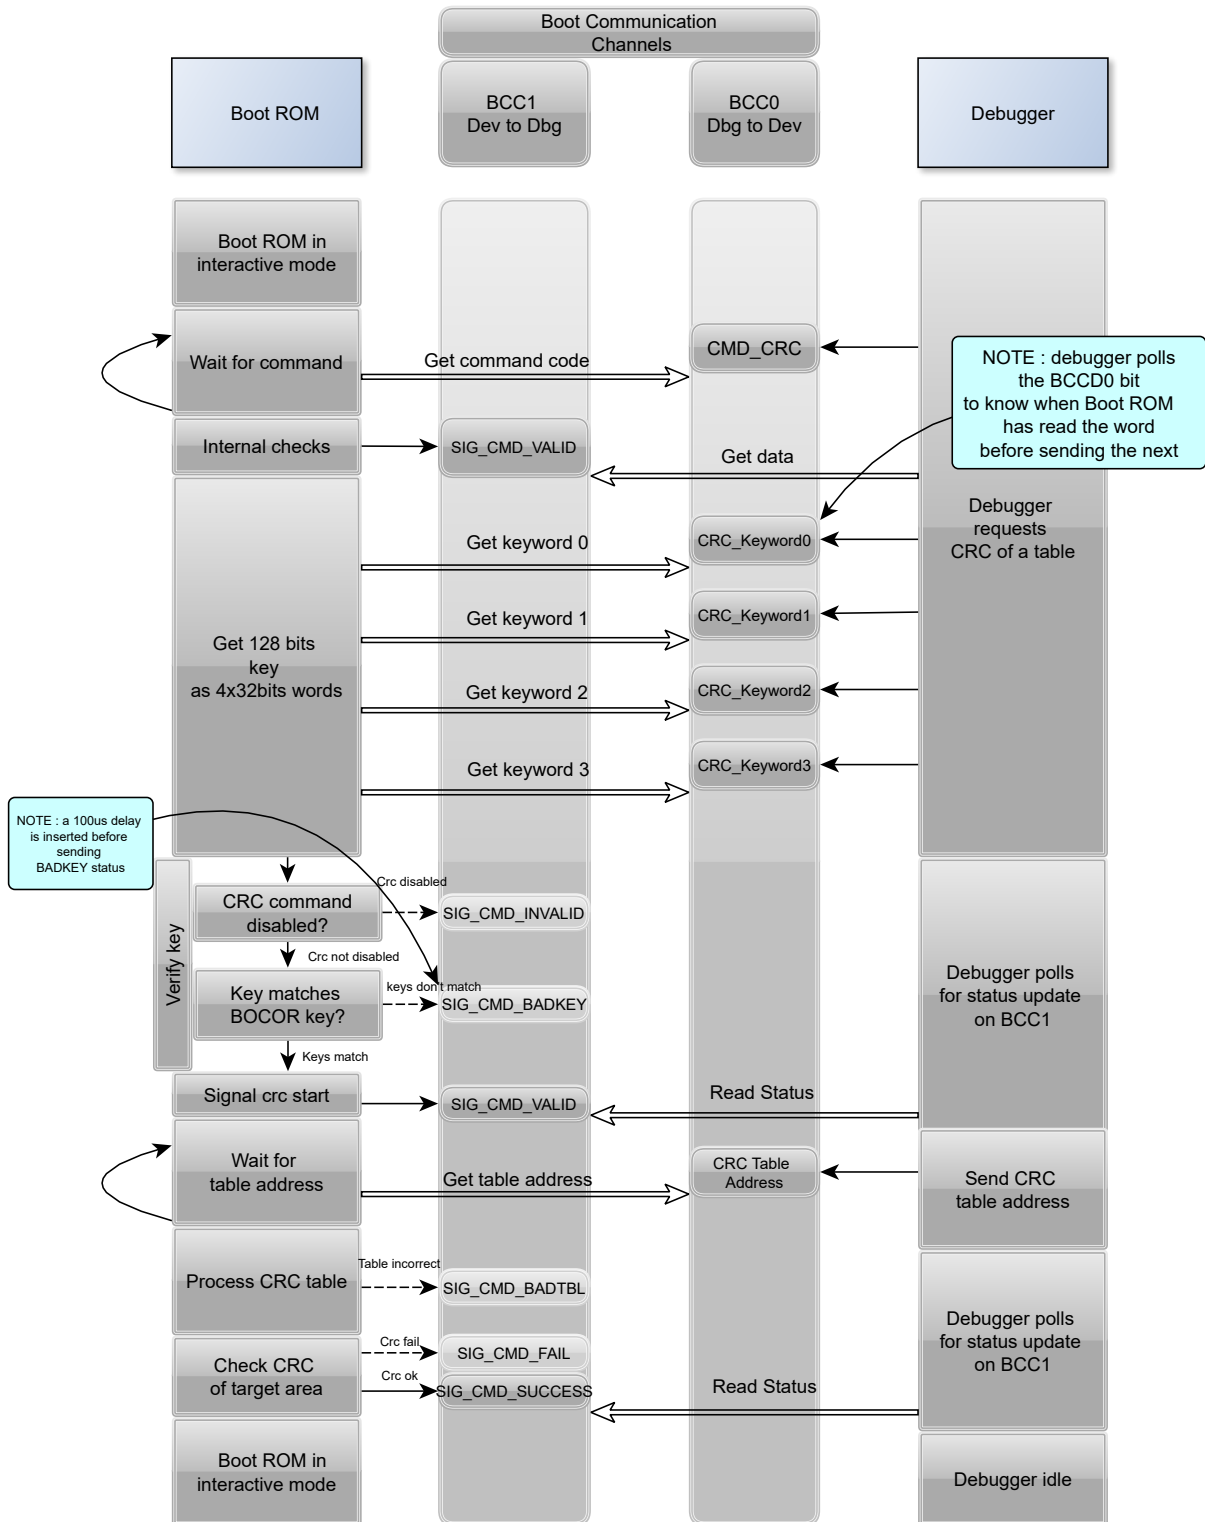 Boot Communication
Channels
Boot ROM
BCC1
Dev to Dbg
BCC0
Dbg to Dev
Debugger
Boot ROM in
interactive mode
Wait for command
Get command code
CMD_CRC
NOTE : debugger polls
the BCCD0 bit
to know when Boot ROM
has read the word
before sending the next
Internal checks
SIG_CMD_VALID
Get data
Debugger
requests
CRC of a table
Get 128 bits
key
as 4x32bits words
Get keyword 0
CRC_Keyword0
Get keyword 1
CRC_Keyword1
Get keyword 2
CRC_Keyword2
Get keyword 3
CRC_Keyword3
NOTE : a 100us delay
is inserted before
sending
BADKEY status
Verify key
CRC command
disabled?
Crc disabled
SIG_CMD_INVALID
Crc not disabled
Key matches
BOCOR key?
keys don't match
SIG_CMD_BADKEY
Debugger polls
for status update
on BCC1
Keys match
Signal crc start
SIG_CMD_VALID
Read Status
Wait for
table address
Get table address
CRC Table
Address
Send CRC
table address
Process CRC table
Table incorrect
SIG_CMD_BADTBL
Debugger polls
for status update
on BCC1
Check CRC
of target area
Crc fail
SIG_CMD_FAIL
Crc ok
SIG_CMD_SUCCESS
Read Status
Boot ROM in
interactive mode
Debugger idle